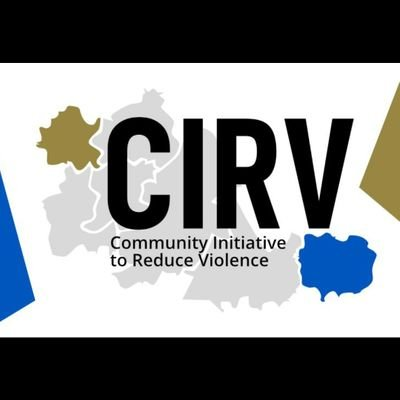 CIRV
Community Initiative
to Reduce Violence